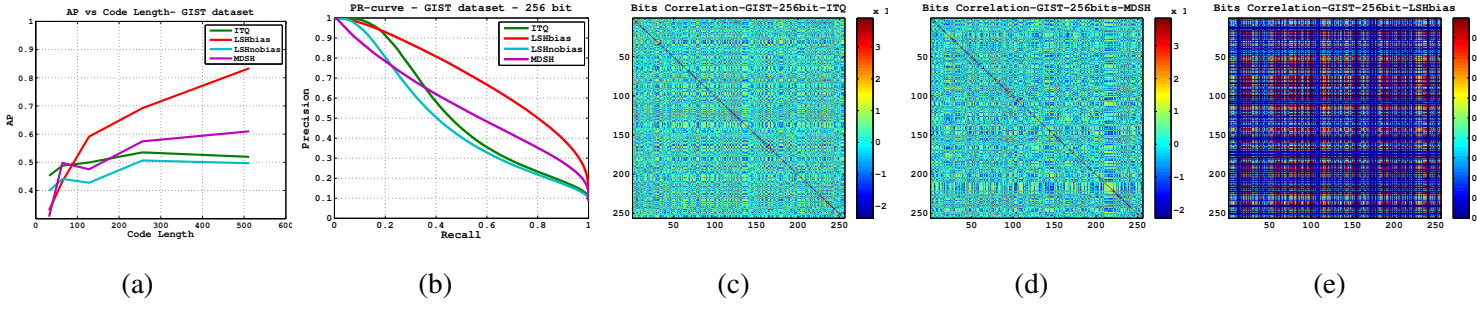 AP vs Code Length- GIST dataset
1
0.9
0.8
0.7
0.6
0.5
0.4
AP
0 100 200 300 400 500 600
Code Length
ITQ
LSHbias
LSHnobias
MDSH
(a)
PR-curve - GIST dataset - 256 bit
1
0.9
0.8
0.7
0.6
0.5
0.4
0.3
0.2
0.1
0
Precision
0 0.2 0.4 0.6 0.8 1
Recall
ITQ
LSHbias
LSHnobias
MDSH
(b)
Bits Correlation-GIST-256bit-ITQ
50
100
150
200
250
50 100 150 200 250
x 1
3
2
1
0
−1
−2
(c)
Bits Correlation-GIST-256bits-MDSH
50
100
150
200
250
50 100 150 200 250
x 1
3
2
1
0
−1
−2
(d)
Bits Correlation-GIST-256bit-LSHbias
50
100
150
200
250
50 100 150 200 250
0
0
0
0
0
0
0
0
0
(e)